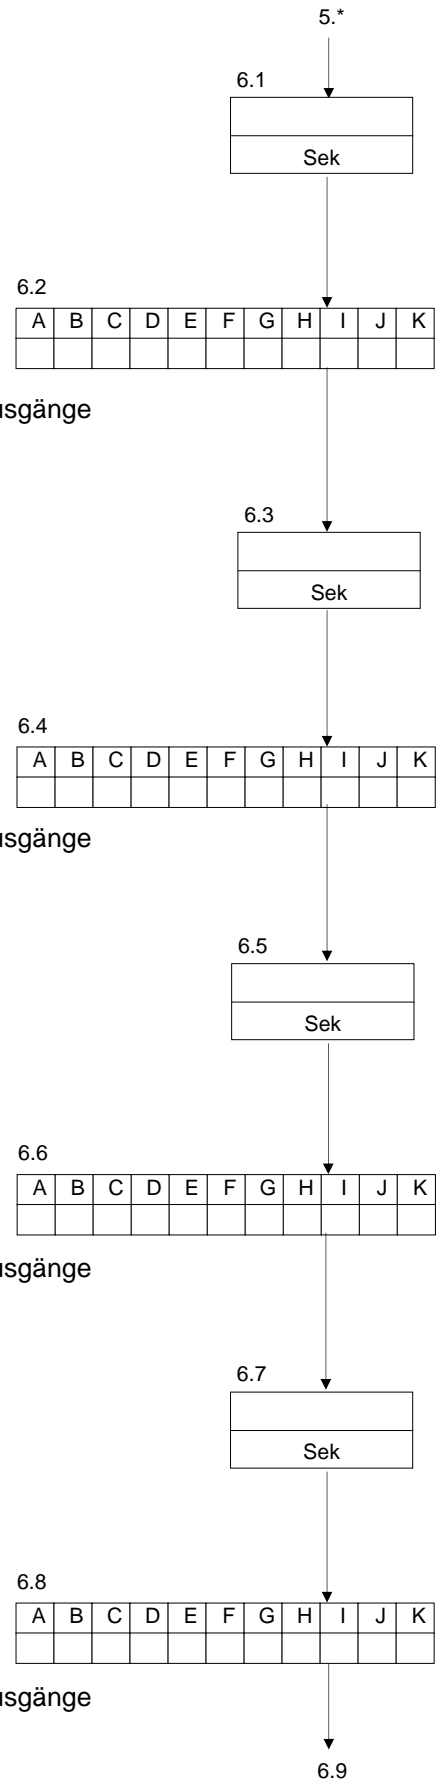 5.*
6.1
Sek
6.2
A B C D E F G H I J K
usgänge
6.3
Sek
6.4
A B C D E F G H I J K
usgänge
6.5
Sek
6.6
A B C D E F G H I J K
usgänge
6.7
Sek
6.8
A B C D E F G H I J K
usgänge
6.9